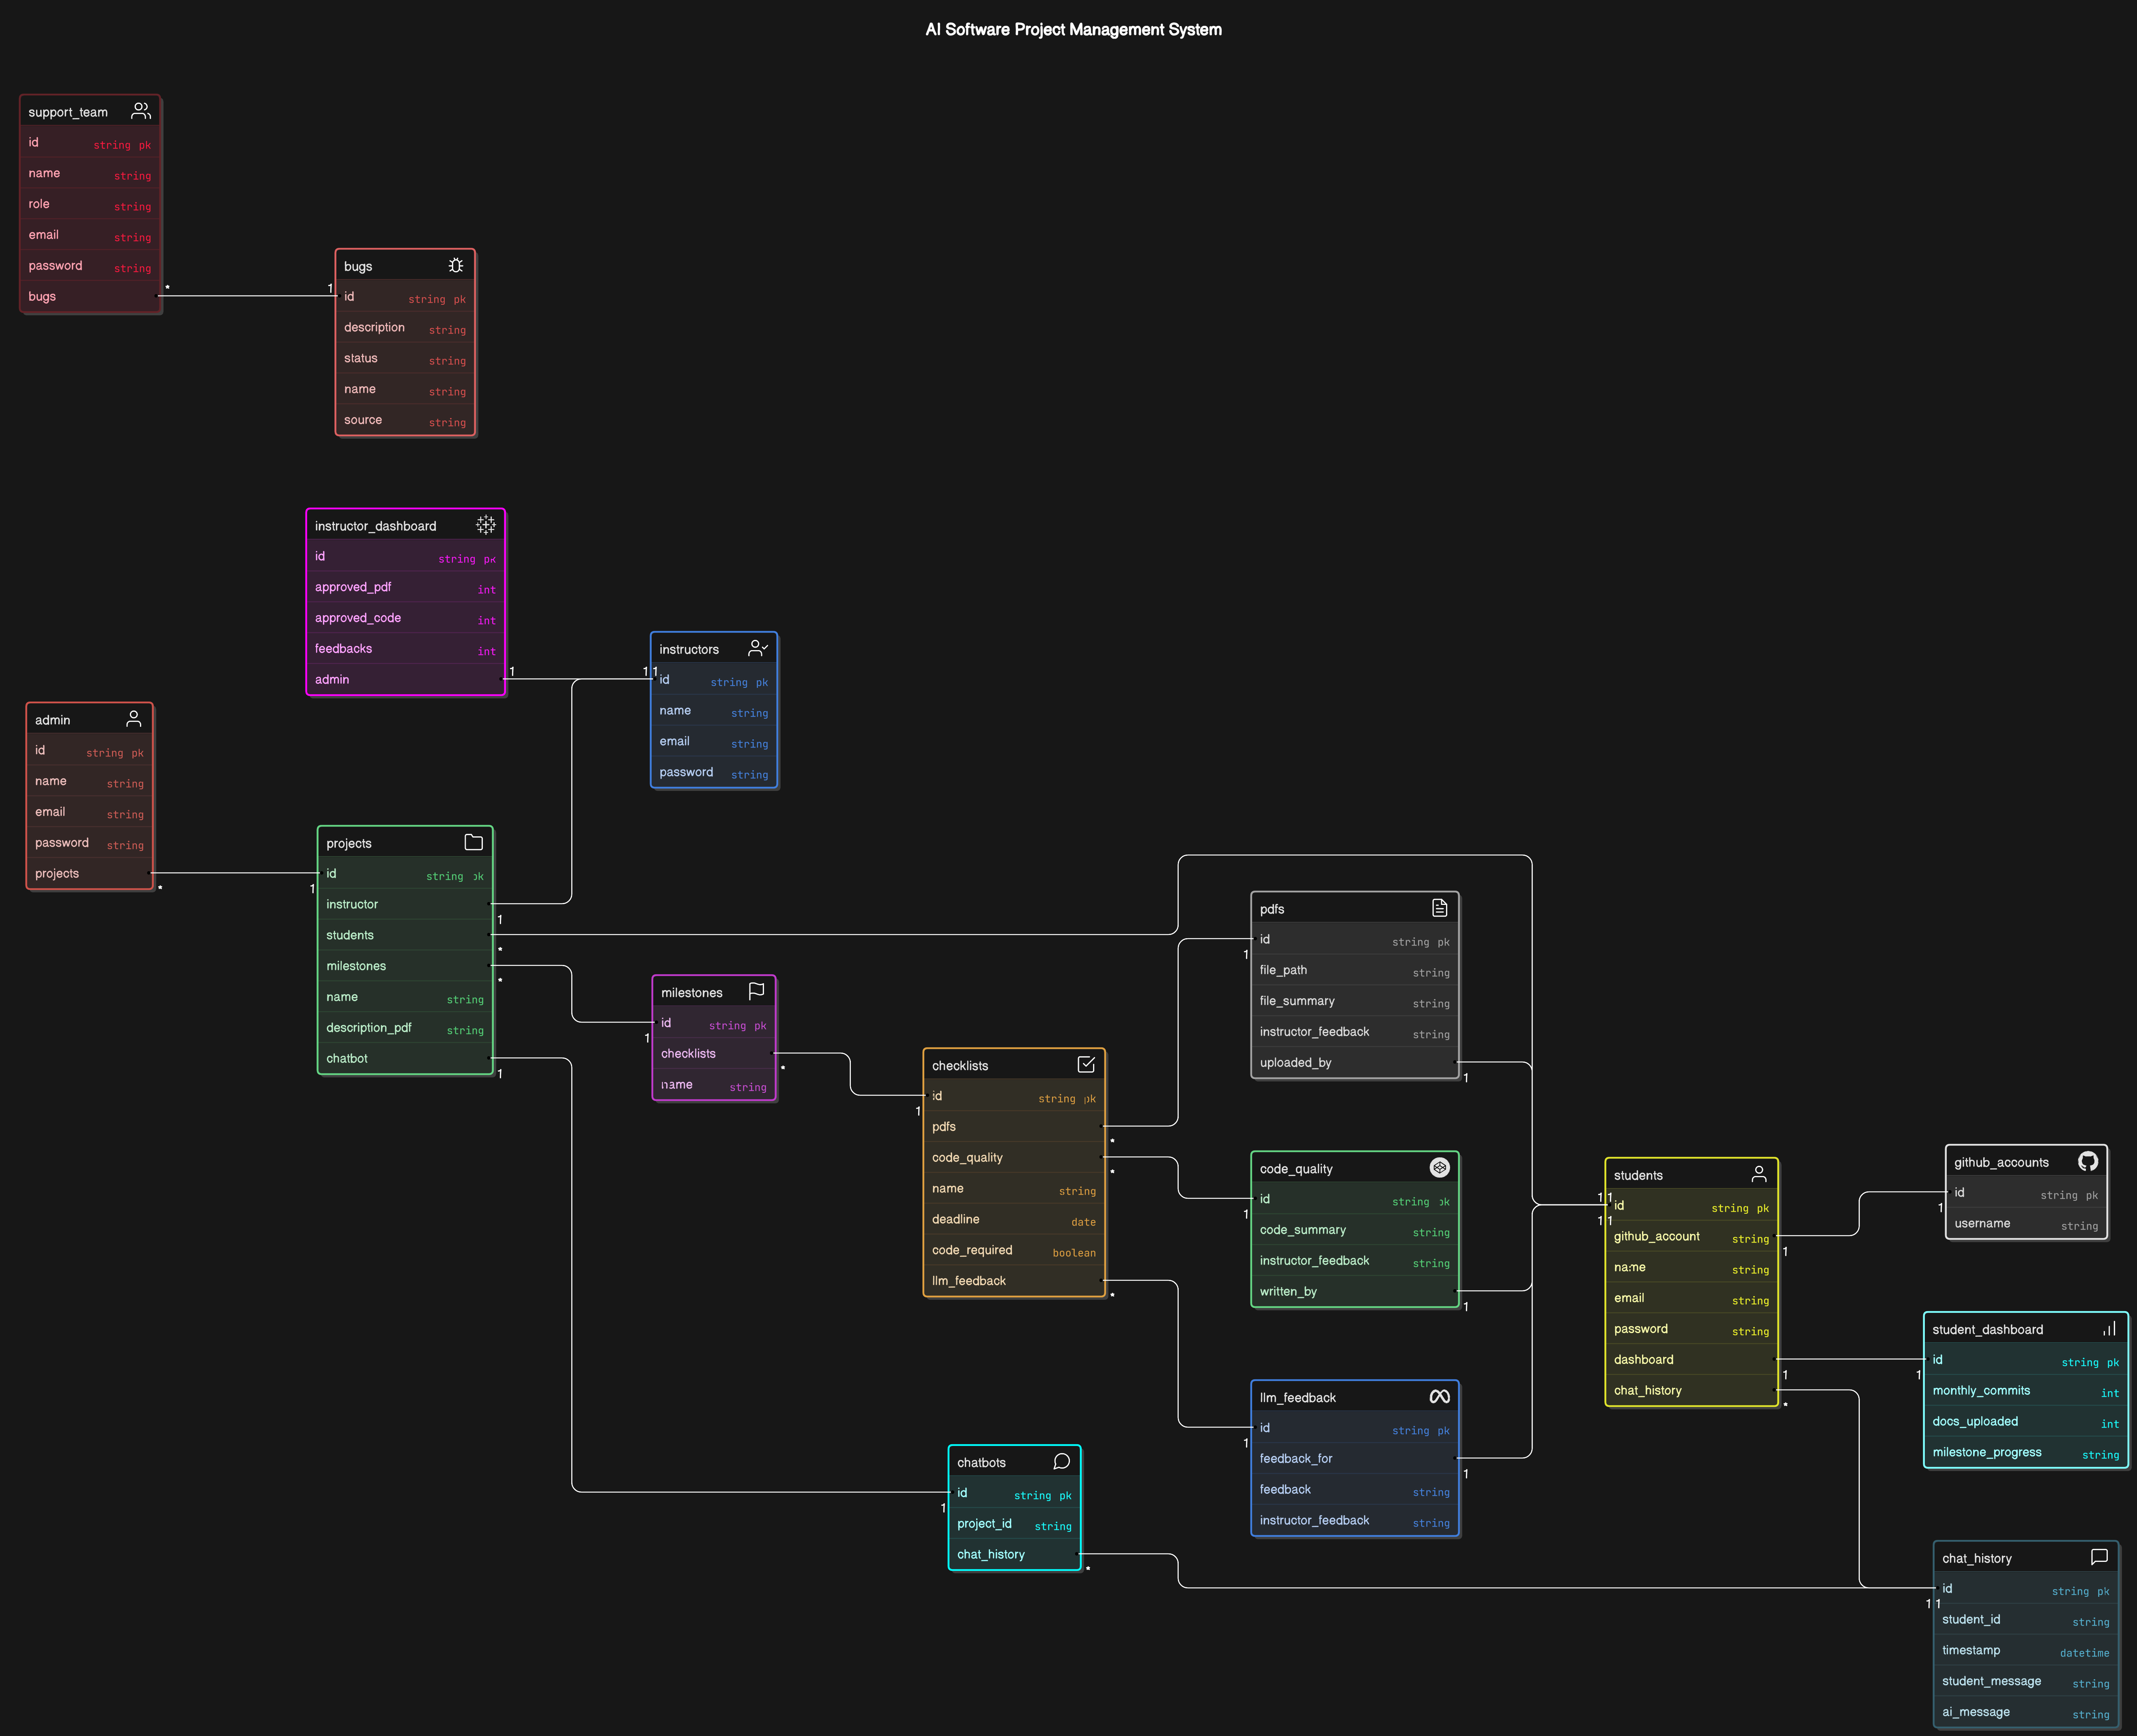 AI Software Project Management System
support_team
id string pk
name string
role string
email string
password string
bugs
*
1
bugs
id string pk
description string
status string
name string
source string
instructor_dashboard
id string pk
approved_pdf int
approved_code int
feedbacks int
admin
1
1 1
instructors
id string pk
name string
email string
password string
admin
id string pk
name string
email string
password string
projects
*
1
projects
id string pk
instructor
1
students
*
milestones
*
name string
description_pdf string
chatbot
1
milestones
id string pk
1
checklists
*
name string
checklists
id string pk
1
pdfs
*
code_quality
*
name string
deadline date
code_required boolean
llm_feedback
*
pdfs
id string pk
1
file_path string
file_summary string
instructor_feedback string
uploaded_by
1
code_quality
id string pk
1
code_summary string
instructor_feedback string
written_by
1
llm_feedback
id string pk
1
feedback_for
1
feedback string
instructor_feedback string
chatbots
id string pk
1
project_id string
chat_history
*
students
1 1
id string pk
1 1
github_account string
1
name string
email string
password string
dashboard
1
chat_history
*
github_accounts
id string pk
1
username string
student_dashboard
id string pk
1
monthly_commits int
docs_uploaded int
milestone_progress string
chat_history
id string pk
1 1
student_id string
timestamp datetime
student_message string
ai_message string